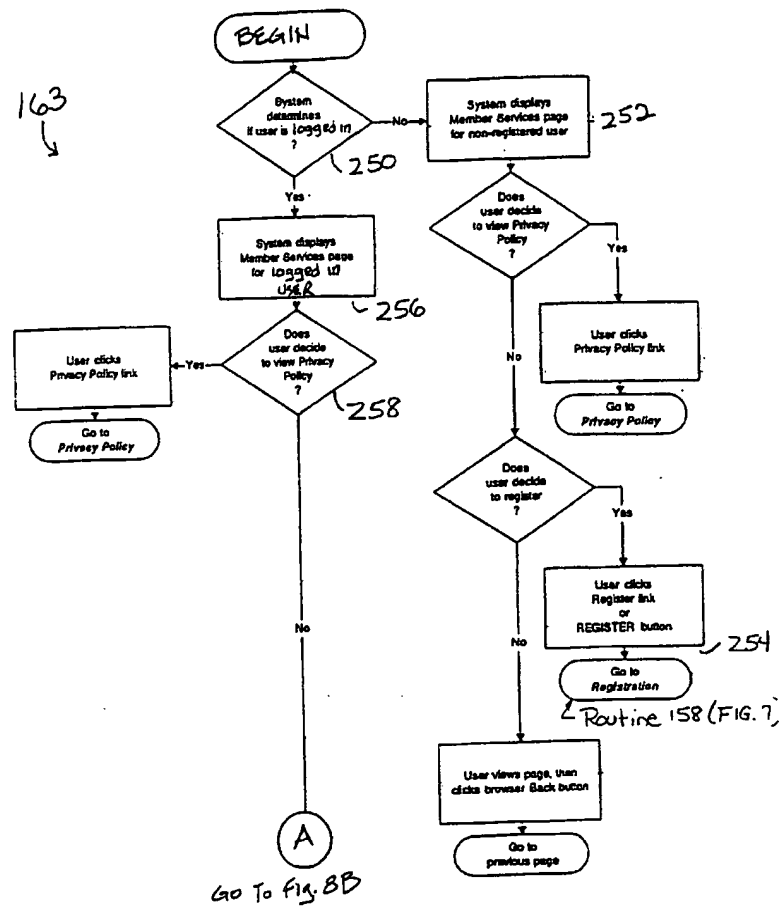 BEGIN
163
System
determines
if user is logged in
?
250
No
System displays
Member Services page
for non-registered user
252
Yes
Does
user decide
to view Privacy
Policy
?
Yes
System displays
Member Services page
for Logged in
USER
256
User clicks
Privacy Policy link
Go to
Privacy Policy
No
Does
user decide
to view Privacy
Policy
?
258
Yes
User clicks
Privacy Policy link
Go to
Privacy Policy
Does
user decide
to register
?
Yes
User clicks
Register link
or
REGISTER button
254
Go to
Registration
Routine 158 (FIG. 7)
No
No
User views page, then
clicks browser Back button
Go to
previous page
A
GO TO Fig. 8B